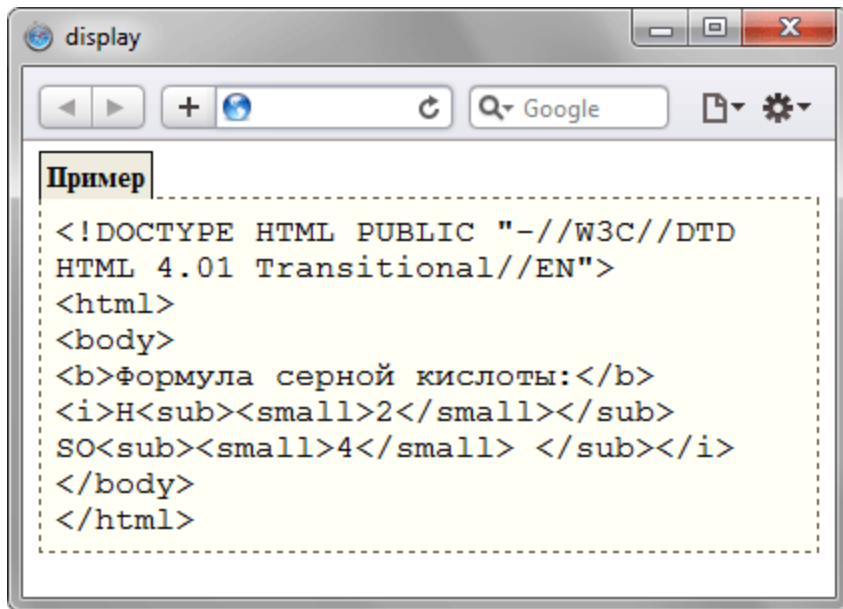 display
Google
Пример
<!DOCTYPE HTML PUBLIC "-//W3C//DTD
HTML 4.01 Transitional//EN">
<html>
<body>
<b>Формула серной кислоты:</b>
<i>H<sub><small>2</small></sub>
SO<sub><small>4</small> </sub></i>
</body>
</html>